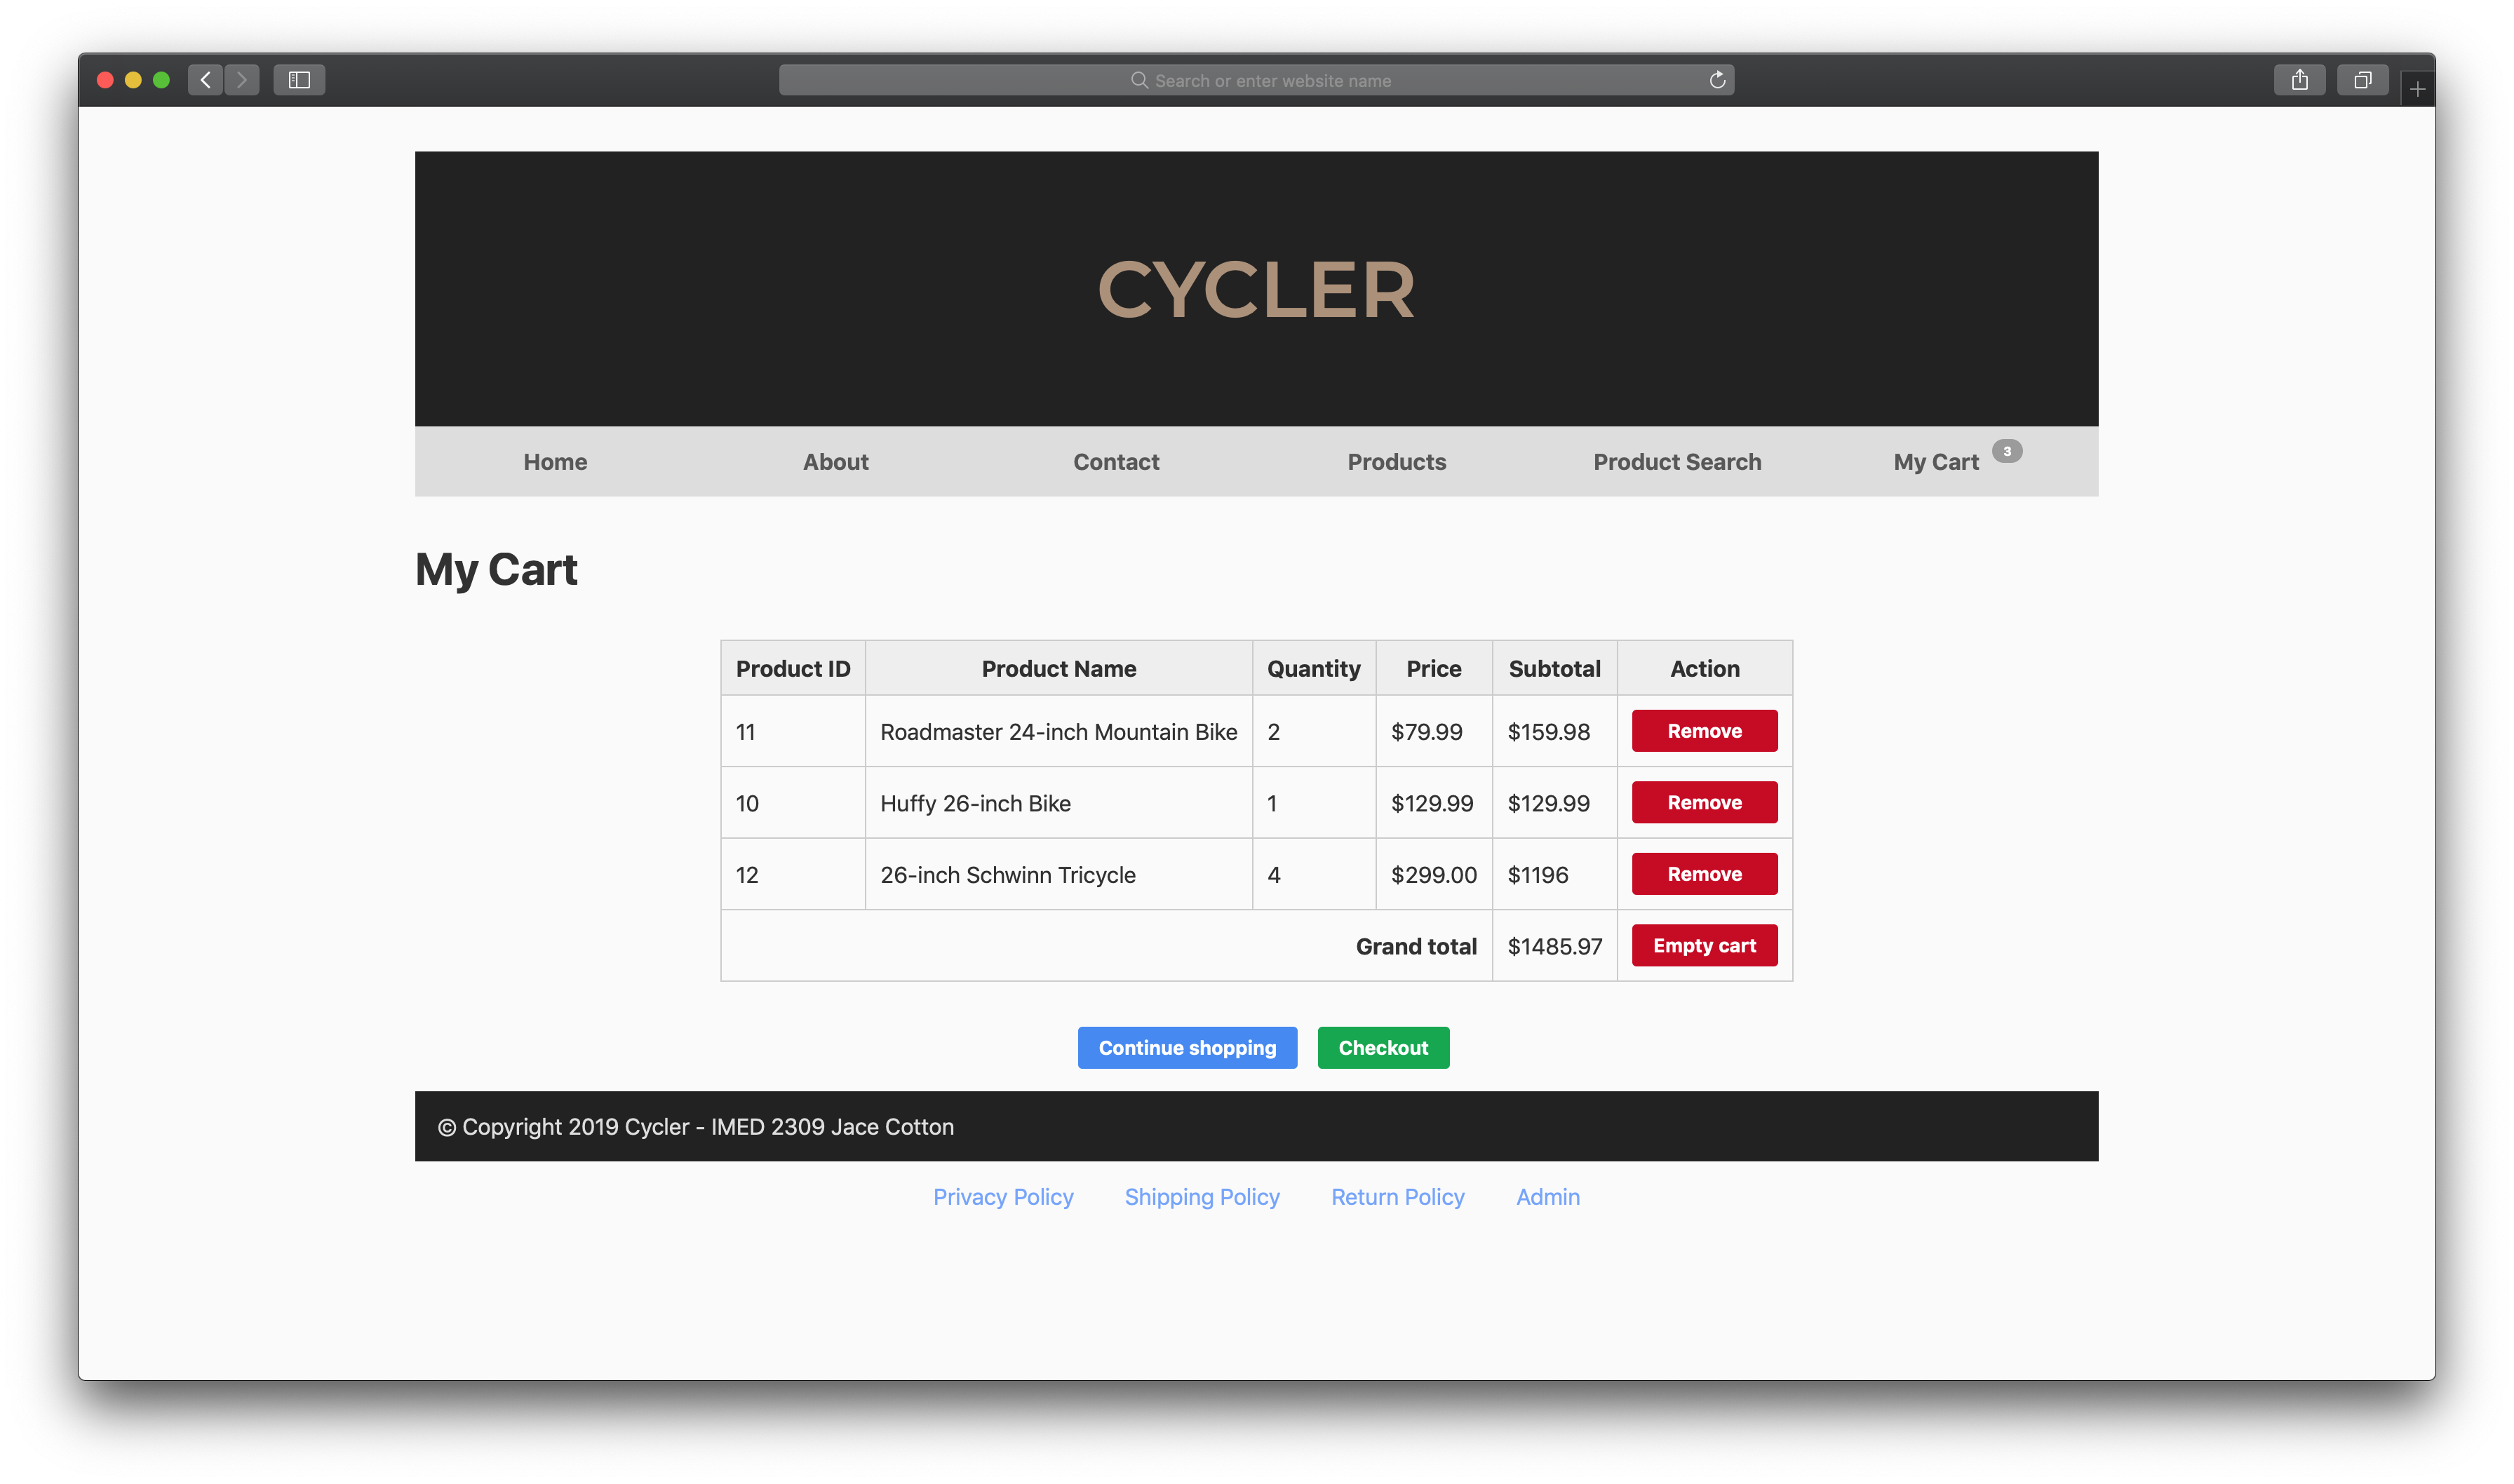 Search or enter website name
CYCLER
Home About Contact Products Product Search My Cart 3
My Cart
Product ID Product Name Quantity Price Subtotal Action
11 Roadmaster 24-inch Mountain Bike 2 $79.99 $159.98 Remove
10 Huffy 26-inch Bike 1 $129.99 $129.99 Remove
12 26-inch Schwinn Tricycle 4 $299.00 $1196 Remove
Grand total $1485.97 Empty cart
Continue shopping Checkout
© Copyright 2019 Cycler - IMED 2309 Jace Cotton
Privacy Policy Shipping Policy Return Policy Admin